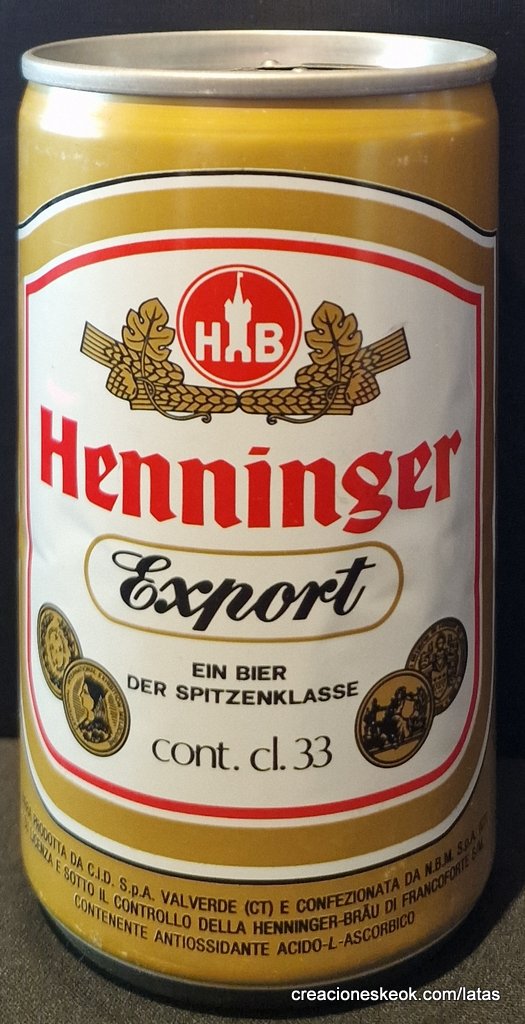 H B
Henninger
Export
EIN BIER
DER SPITZENKLASSE
cont. cl. 33
PRODOTTA DA C.I.D. S.p.A. VALVERDE (CT) E CONFEZIONATA DA N.B.M. S.p.A.
LICENZA E SOTTO IL CONTROLLO DELLA HENNINGER-BRÄU DI FRANCOFORTE S/M.
CONTENENTE ANTIOSSIDANTE ACIDO-L-ASCORBICO
creacioneskeok.com/latas